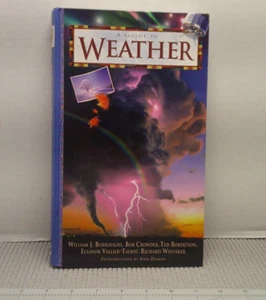 A GUIDE TO
WEATHER
WILLIAM J. BURROUGHS, BOB CROWDER, TED ROBERTSON,
ELEANOR VALLIER-TALBOT, RICHARD WHITAKER
INTRODUCTION BY JOHN ZILLMAN